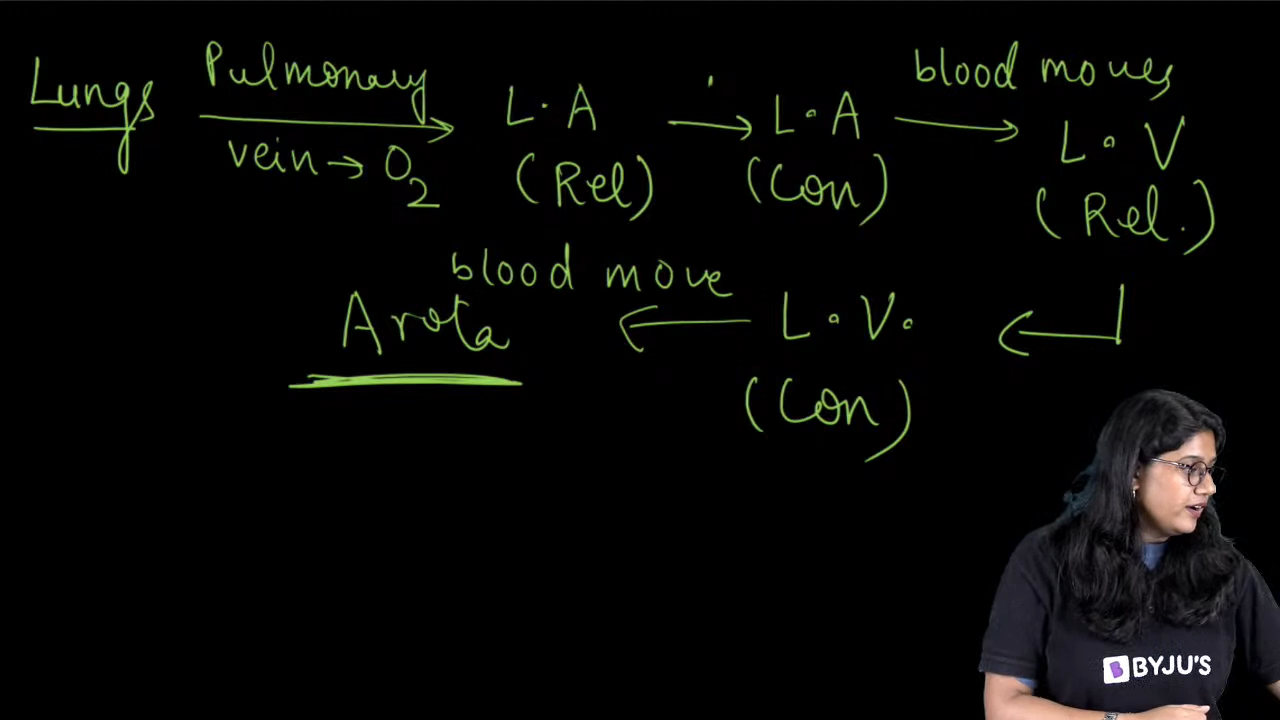 Lungs Pulmonary vein → O2 → L.A (Rel) → L.A (Con) → blood moves L.V (Rel.)
← L.V. (Con) ← blood move Arota
BYJU'S